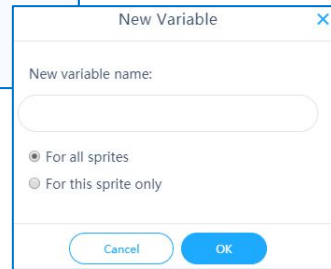 New Variable
New variable name:
For all sprites
For this sprite only
Cancel OK